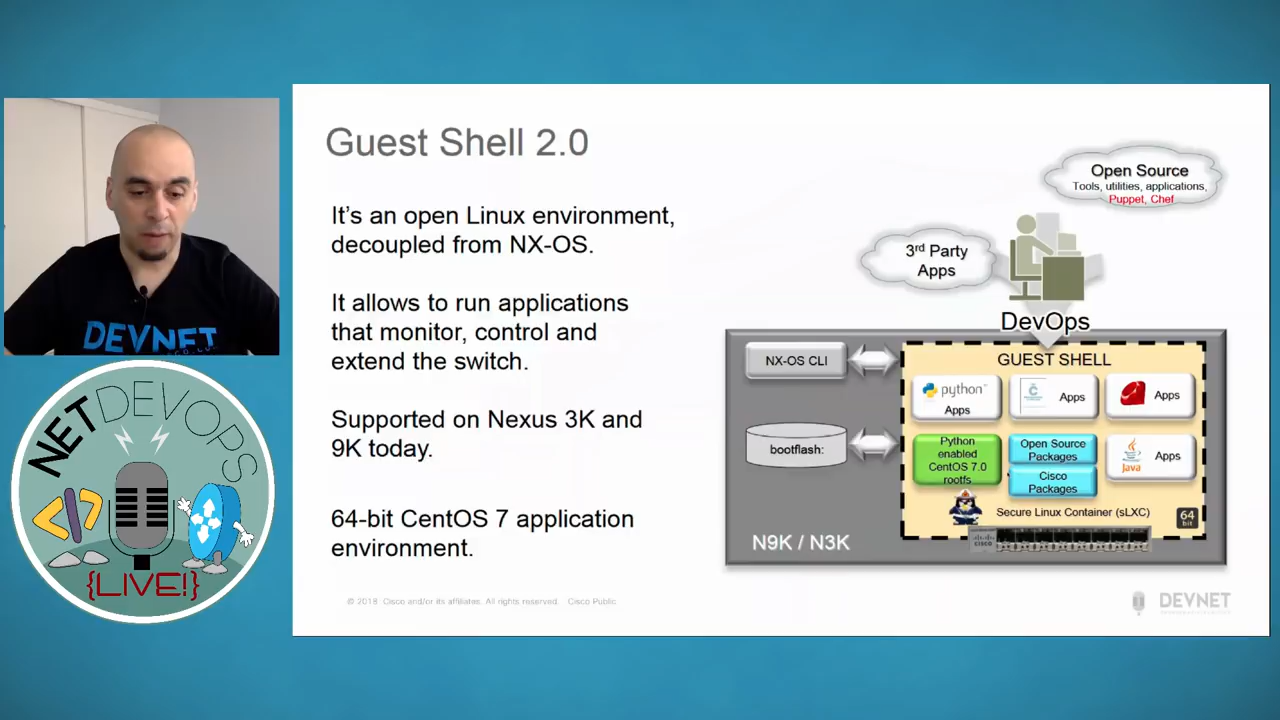 Guest Shell 2.0
It's an open Linux environment,
decoupled from NX-OS.
It allows to run applications
that monitor, control and
extend the switch.
Supported on Nexus 3K and
9K today.
64-bit CentOS 7 application
environment.
Open Source
Tools, utilities, applications,
Puppet, Chef
3rd Party
Apps
DevOps
NX-OS CLI
bootflash:
N9K / N3K
GUEST SHELL
python™
Apps
Apps
Apps
Python
enabled
CentOS 7.0
rootfs
Open Source
Packages
Cisco
Packages
Java
Apps
Secure Linux Container (sLXC)
64
bit
CISCO
© 2018 Cisco and/or its affiliates. All rights reserved. Cisco Public
DEVNET
DEVNET
NETDEVOPS
{LIVE!}